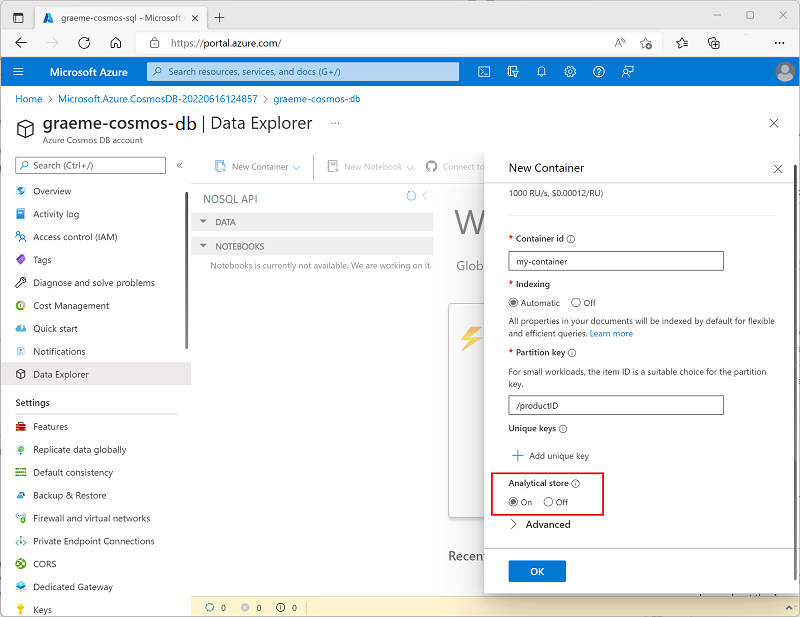 graeme-cosmos-sql - Microsoft
https://portal.azure.com/
Microsoft Azure
Search resources, services, and docs (G+/)
Home > Microsoft.Azure.CosmosDB-20220616124857 > graeme-cosmos-db
graeme-cosmos-db | Data Explorer ...
Azure Cosmos DB account
Search (Ctrl+/)
Overview
Activity log
Access control (IAM)
Tags
Diagnose and solve problems
Cost Management
Quick start
Notifications
Data Explorer
Settings
Features
Replicate data globally
Default consistency
Backup & Restore
Firewall and virtual networks
Private Endpoint Connections
CORS
Dedicated Gateway
Keys
New Container
New Notebook
Connect to
NOSQL API
DATA
NOTEBOOKS
Notebooks is currently not available. We are working on it.
W
Glob
Recen
0 0 0
New Container
1000 RU/s, $0.00012/RU)
* Container id
my-container
* Indexing
Automatic Off
All properties in your documents will be indexed by default for flexible
and efficient queries. Learn more
* Partition key
For small workloads, the item ID is a suitable choice for the partition
key.
/productID
Unique keys
+ Add unique key
Analytical store
On Off
> Advanced
OK